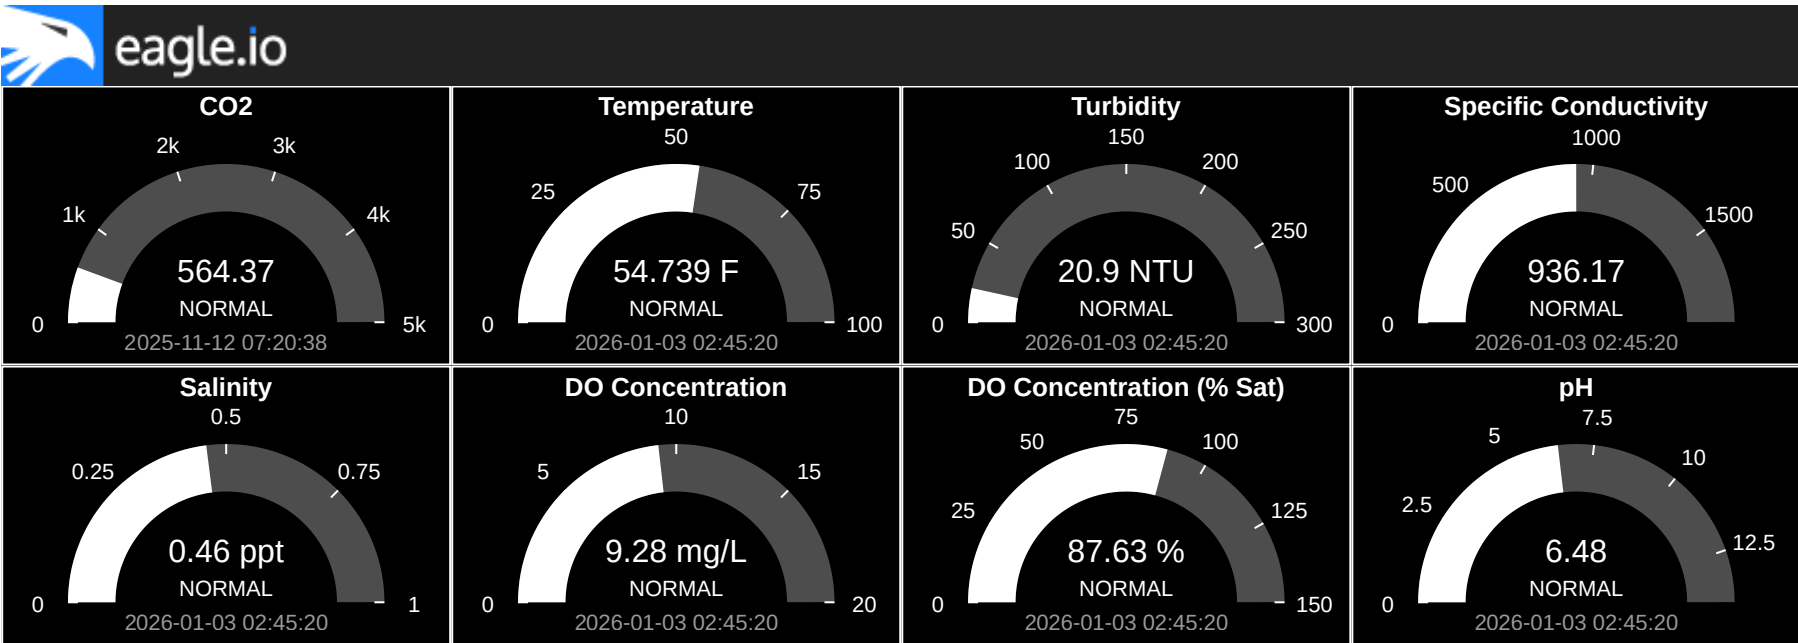 eagle.io
CO2
0
1k
2k
3k
4k
5k
564.37
NORMAL
2025-11-12 07:20:38
Temperature
0
25
50
75
100
54.739 F
NORMAL
2026-01-03 02:45:20
Turbidity
0
50
100
150
200
250
300
20.9 NTU
NORMAL
2026-01-03 02:45:20
Specific Conductivity
0
500
1000
1500
936.17
NORMAL
2026-01-03 02:45:20
Salinity
0
0.25
0.5
0.75
1
0.46 ppt
NORMAL
2026-01-03 02:45:20
DO Concentration
0
5
10
15
20
9.28 mg/L
NORMAL
2026-01-03 02:45:20
DO Concentration (% Sat)
0
25
50
75
100
125
150
87.63 %
NORMAL
2026-01-03 02:45:20
pH
0
2.5
5
7.5
10
12.5
6.48
NORMAL
2026-01-03 02:45:20